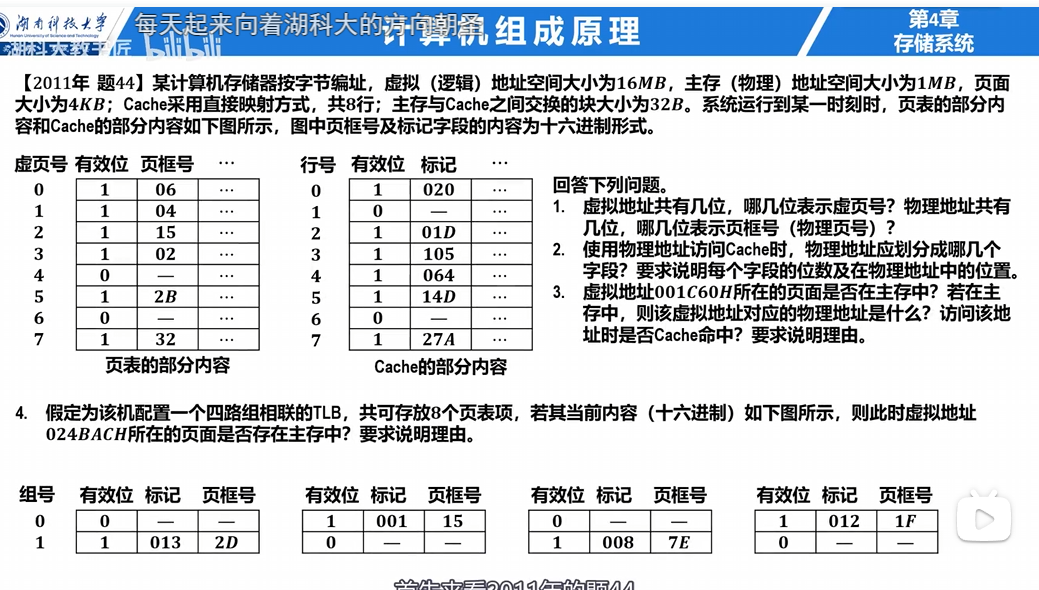 湖南科技大学
Hunan University of Science and Technology
每天起来向着湖科大的方向朝圣
计算机组成原理
第4章
存储系统
湖科大教书匠
bilibili
【2011年 题44】某计算机存储器按字节编址，虚拟（逻辑）地址空间大小为16MB，主存（物理）地址空间大小为1MB，页面
大小为4KB；Cache采用直接映射方式，共8行；主存与Cache之间交换的块大小为32B。系统运行到某一时刻时，页表的部分内
容和Cache的部分内容如下图所示，图中页框号及标记字段的内容为十六进制形式。
虚页号 有效位 页框号 …
0 1 06 …
1 1 04 …
2 1 15 …
3 1 02 …
4 0 — …
5 1 2B …
6 0 — …
7 1 32 …
页表的部分内容
行号 有效位 标记 …
0 1 020 …
1 0 — …
2 1 01D …
3 1 105 …
4 1 064 …
5 1 14D …
6 0 — …
7 1 27A …
Cache的部分内容
回答下列问题。
1. 虚拟地址共有几位，哪几位表示虚页号？物理地址共有
几位，哪几位表示页框号（物理页号）？
2. 使用物理地址访问Cache时，物理地址应划分成哪几个
字段？要求说明每个字段的位数及在物理地址中的位置。
3. 虚拟地址001C60H所在的页面是否在主存中？若在主
存中，则该虚拟地址对应的物理地址是什么？访问该地
址时是否Cache命中？要求说明理由。
4. 假定为该机配置一个四路组相联的TLB，共可存放8个页表项，若其当前内容（十六进制）如下图所示，则此时虚拟地址
024BACH所在的页面是否存在主存中？要求说明理由。
组号 有效位 标记 页框号 有效位 标记 页框号 有效位 标记 页框号 有效位 标记 页框号
0 0 — — 1 001 15 0 — — 1 012 1F
1 1 013 2D 0 — — 1 008 7E 0 — —
首先来看2011年的题44